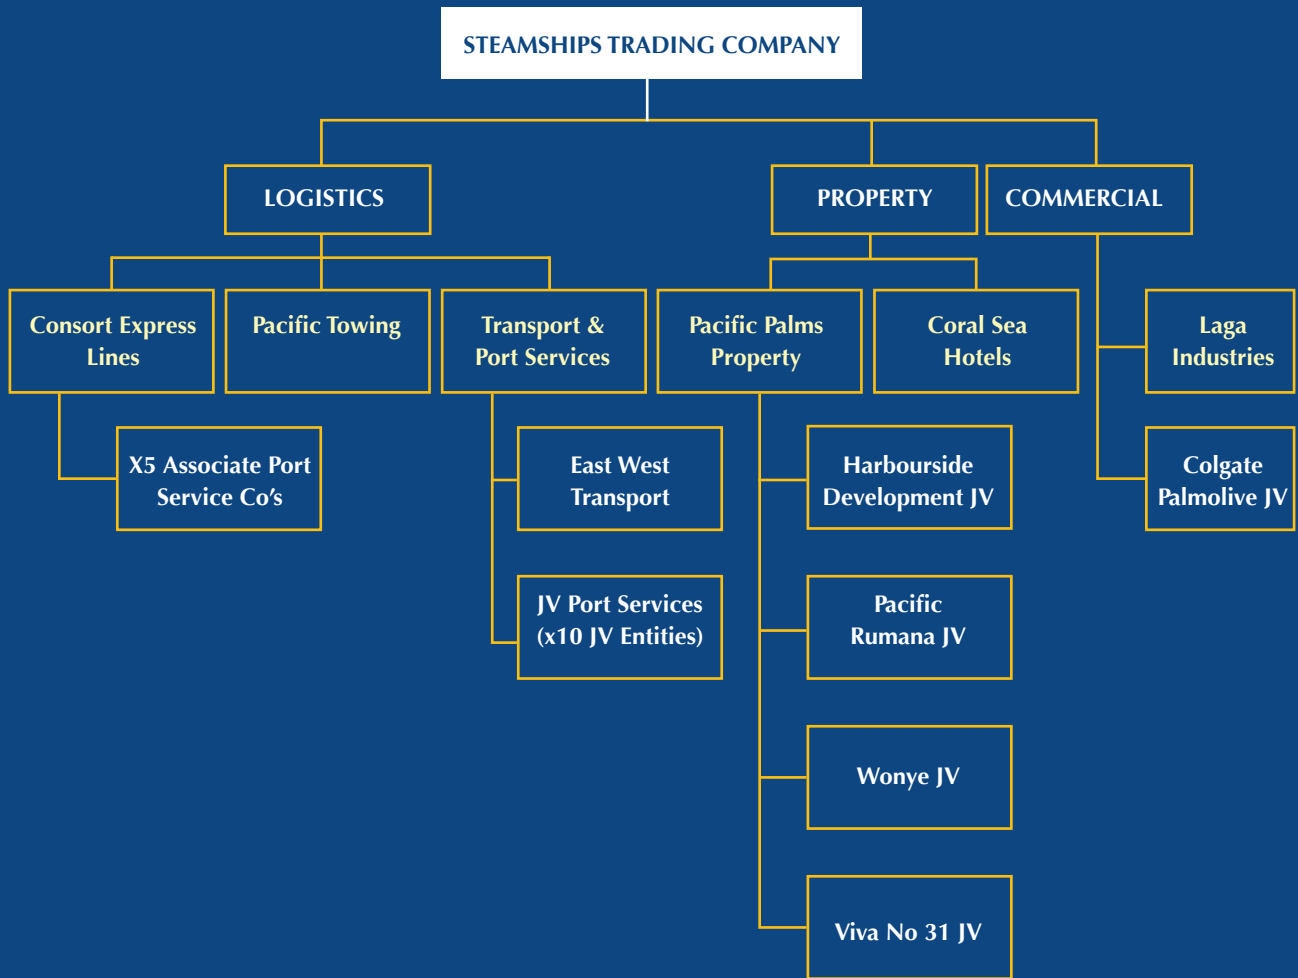 STEAMSHIPS TRADING COMPANY
LOGISTICS
PROPERTY
COMMERCIAL
Consort Express
Lines
Pacific Towing
Transport &
Port Services
Pacific Palms
Property
Coral Sea
Hotels
Laga
Industries
X5 Associate Port
Service Co’s
East West
Transport
Harbourside
Development JV
Colgate
Palmolive JV
JV Port Services
(x10 JV Entities)
Pacific
Rumana JV
Wonye JV
Viva No 31 JV